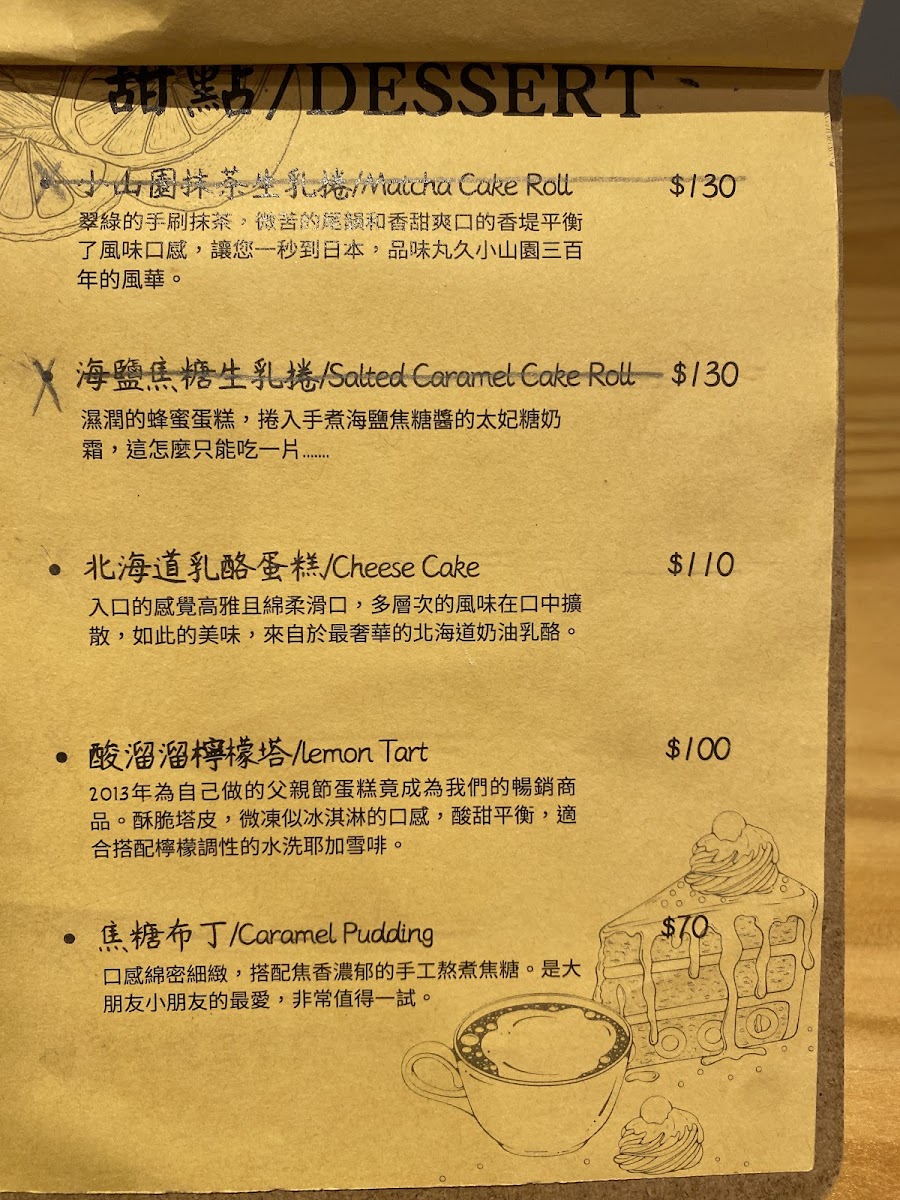 甜點/DESSERT
小山園抹茶生乳捲/Matcha Cake Roll $130
翠綠的手刷抹茶，微苦的尾韻和香甜爽口的香堤平衡
了風味口感，讓您一秒到日本，品味丸久小山園三百
年的風華。
海鹽焦糖生乳捲/Salted Caramel Cake Roll $130
濕潤的蜂蜜蛋糕，捲入手煮海鹽焦糖醬的太妃糖奶
霜，這怎麼只能吃一片.......
北海道乳酪蛋糕/Cheese Cake $110
入口的感覺高雅且綿柔滑口，多層次的風味在口中擴
散，如此的美味，來自於最奢華的北海道奶油乳酪。
酸溜溜檸檬塔/lemon Tart $100
2013年為自己做的父親節蛋糕竟成為我們的暢銷商
品。酥脆塔皮，微凍似冰淇淋的口感，酸甜平衡，適
合搭配檸檬調性的水洗耶加雪啡。
焦糖布丁/Caramel Pudding $70
口感綿密細緻，搭配焦香濃郁的手工熬煮焦糖。是大
朋友小朋友的最愛，非常值得一試。